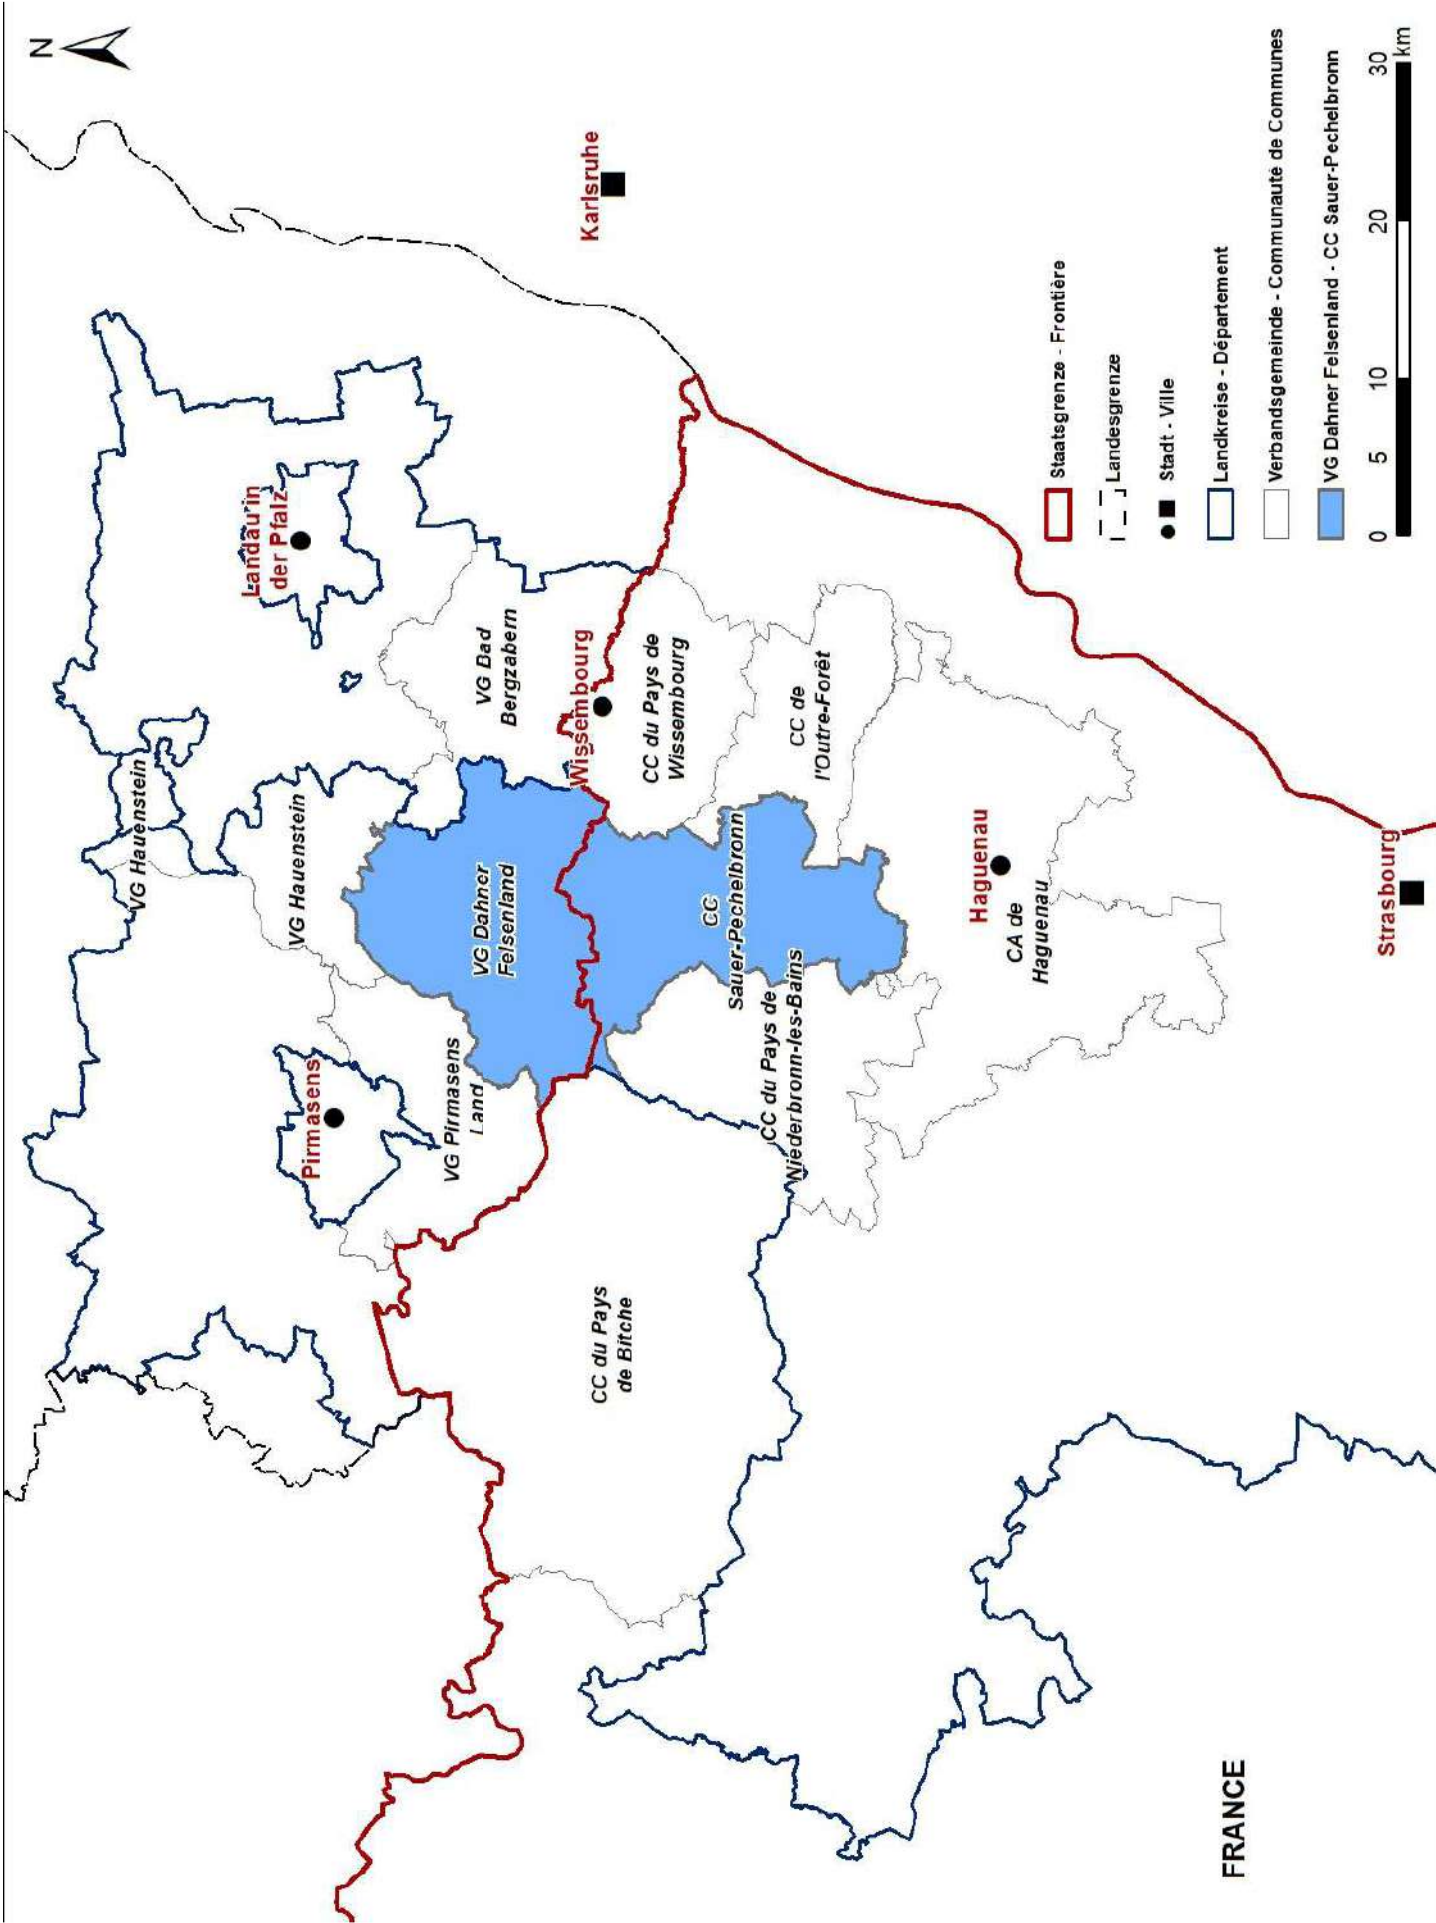 N
VG Hauenstein
Landau in
der Pfalz
VG Hauenstein
Pirmasens
Karlsruhe
VG Bad
Bergzabern
VG Dahner
Felsenland
VG Pirmasens
Land
Wissembourg
CC du Pays de
Wissembourg
CC du Pays
de Bitche
CC
Sauer-Pechelbronn
CC de
l'Outre-Forêt
CC du Pays de
Niederbronn-les-Bains
Haguenau
CA de
Haguenau
Strasbourg
FRANCE
Staatsgrenze - Frontière
Landesgrenze
Stadt - Ville
Landkreise - Département
Verbandsgemeinde - Communauté de Communes
VG Dahner Felsenland - CC Sauer-Pechelbronn
0 5 10 20 30
km